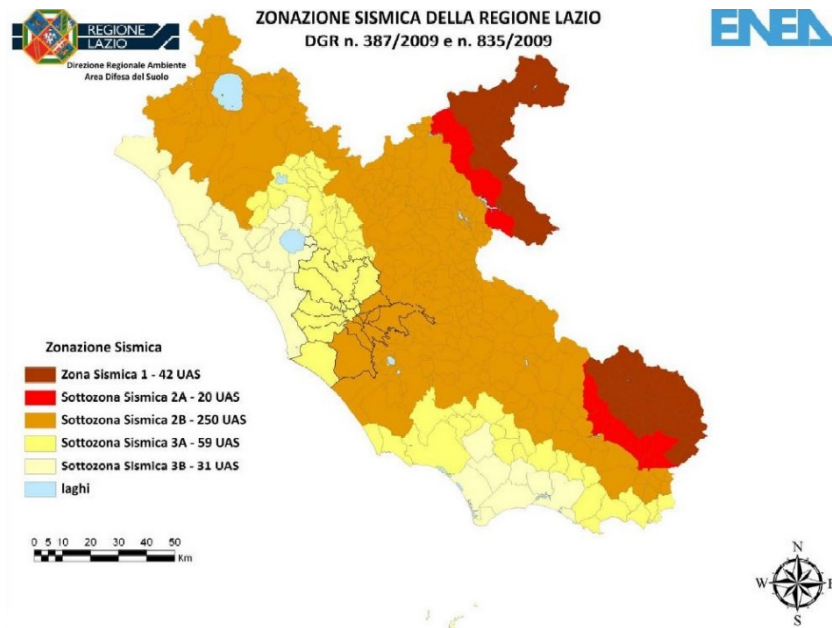 REGIONE
LAZIO
Direzione Regionale Ambiente
Area Difesa del Suolo
ZONAZIONE SISMICA DELLA REGIONE LAZIO
DGR n. 387/2009 e n. 835/2009
ENEA
Zonazione Sismica
Zona Sismica 1 - 42 UAS
Sottozona Sismica 2A - 20 UAS
Sottozona Sismica 2B - 250 UAS
Sottozona Sismica 3A - 59 UAS
Sottozona Sismica 3B - 31 UAS
laghi
0 5 10 20 30 40 50
Km
N
W E
S